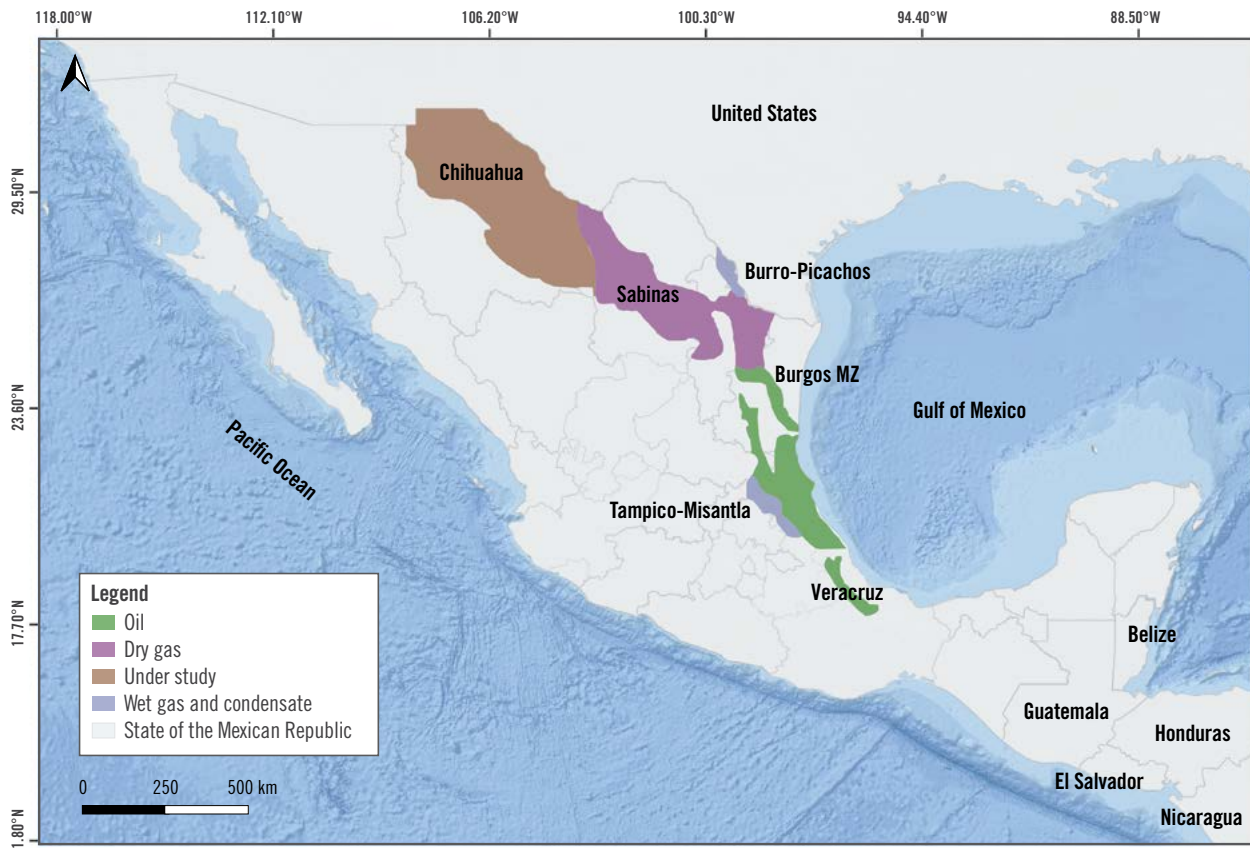 118.00°W
112.10°W
106.20°W
100.30°W
94.40°W
88.50°W
United States
Chihuahua
29.50°N
Burro-Picachos
Sabinas
Burgos MZ
23.60°N
Gulf of Mexico
Pacific Ocean
Tampico-Misantla
Veracruz
Legend
Oil
Dry gas
Under study
Wet gas and condensate
State of the Mexican Republic
17.70°N
Belize
Guatemala
Honduras
0 250 500 km
El Salvador
Nicaragua
1.80°N